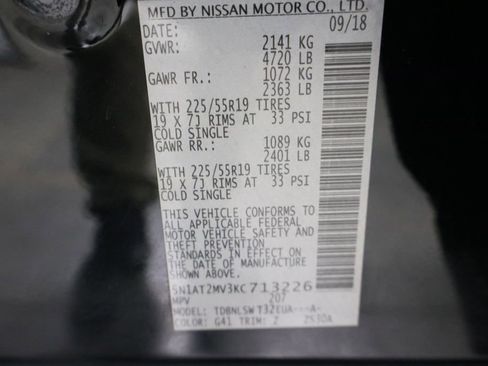 MFD BY NISSAN MOTOR CO., LTD.
DATE: 09/18
GVWR: 2141 KG
4720 LB
GAWR FR.: 1072 KG
2363 LB
WITH 225/55R19 TIRES
19 X 7J RIMS AT 33 PSI
COLD SINGLE
GAWR RR.: 1089 KG
2401 LB
WITH 225/55R19 TIRES
19 X 7J RIMS AT 33 PSI
COLD SINGLE
THIS VEHICLE CONFORMS TO
ALL APPLICABLE FEDERAL
MOTOR VEHICLE SAFETY AND
THEFT PREVENTION
STANDARDS IN EFFECT ON
THE DATE OF MANUFACTURE
SHOWN ABOVE.
5N1AT2MV3KC713226
MPV 207
MODEL: TDBNLSW T32EUA---A-
COLOR: G41 TRIM: Z 2530A